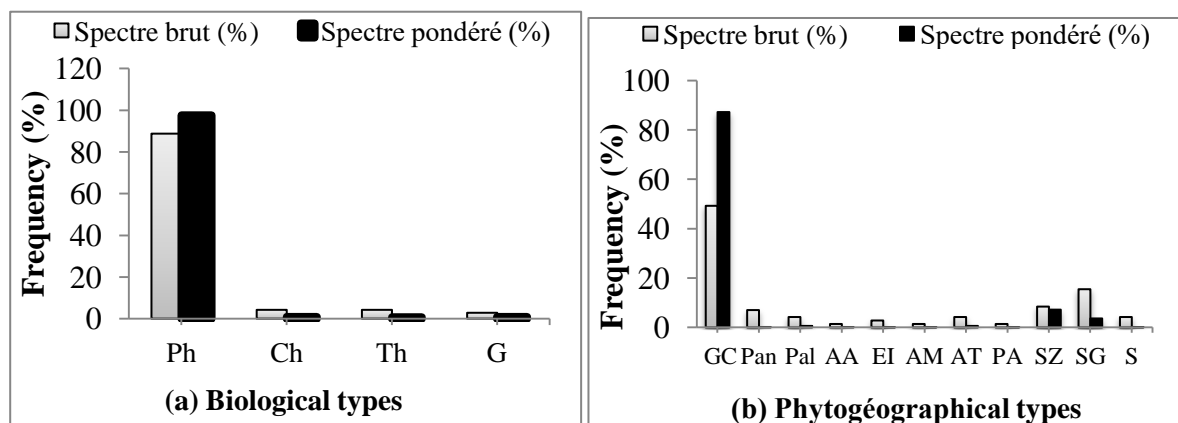 Spectre brut (%) Spectre pondéré (%)
120
100
80
60
40
20
0
Frequency (%)
Ph Ch Th G
(a) Biological types
Spectre brut (%) Spectre pondéré (%)
100
80
60
40
20
0
Frequency (%)
GC Pan Pal AA EI AM AT PA SZ SG S
(b) Phytogéographical types